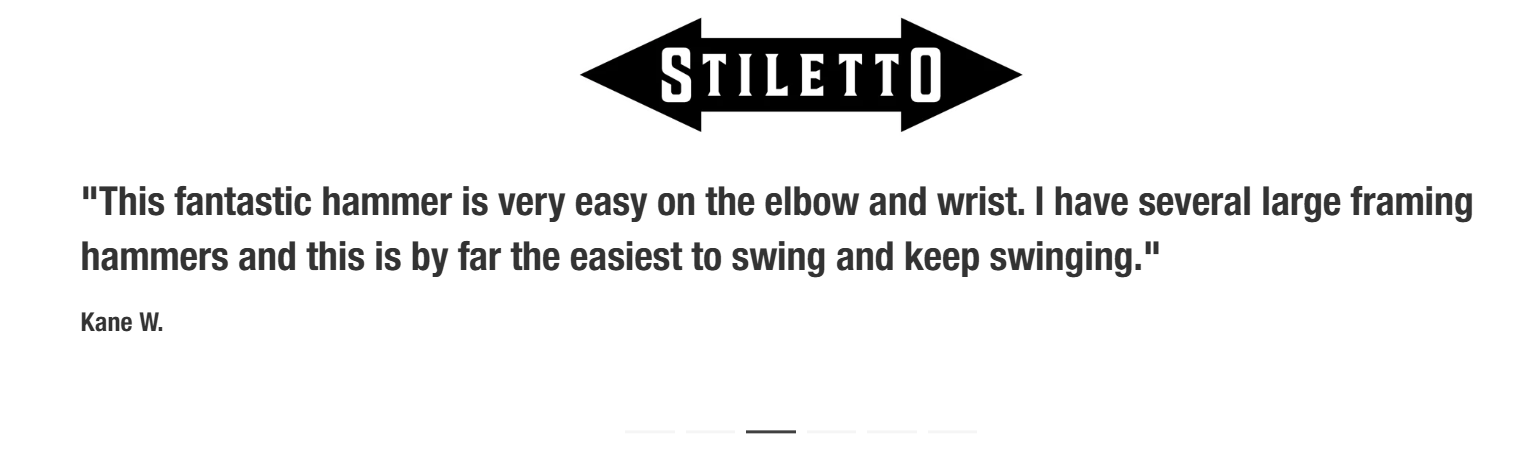 STILETTO
"This fantastic hammer is very easy on the elbow and wrist. I have several large framing
hammers and this is by far the easiest to swing and keep swinging."
Kane W.